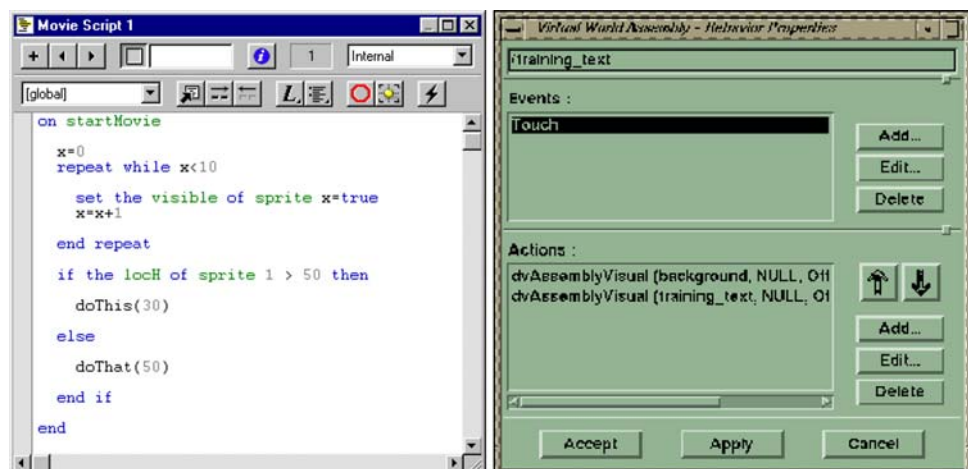 Movie Script 1
1 Internal
[global]
on startMovie
x=0
repeat while x<10
set the visible of sprite x=true
x=x+1
end repeat
if the locH of sprite 1 > 50 then
doThis(30)
else
doThat(50)
end if
end
Virtual World Assembly - Behavior Properties
/training_text
Events :
Touch
Add...
Edit...
Delete
Actions :
dvAssemblyVisual (background, NULL, Off
dvAssemblyVisual (training_text, NULL, Of
Add...
Edit...
Delete
Accept Apply Cancel